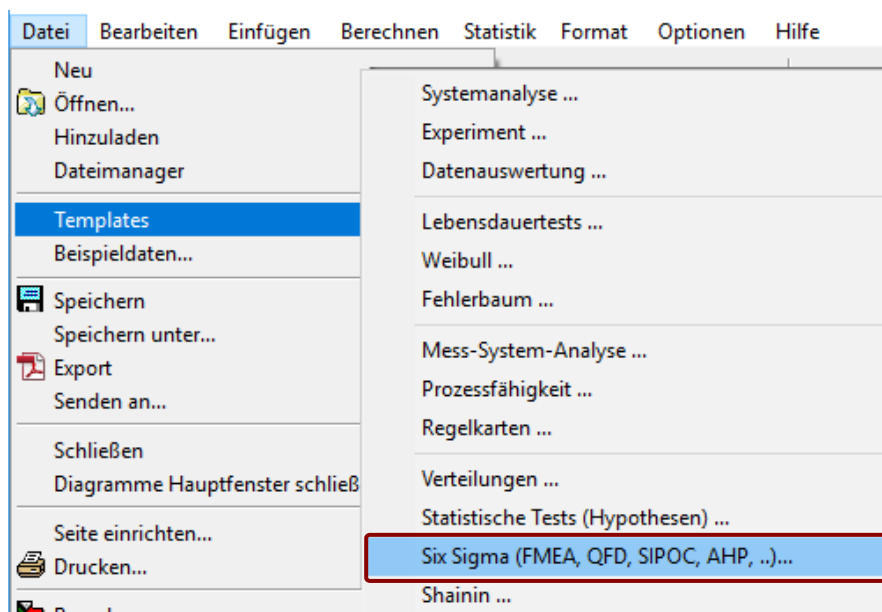 Datei Bearbeiten Einfügen Berechnen Statistik Format Optionen Hilfe
Neu
Öffnen...
Hinzuladen
Dateimanager
Templates
Beispieldaten...
Speichern
Speichern unter...
Export
Senden an...
Schließen
Diagramme Hauptfenster schließ
Seite einrichten...
Drucken...
Systemanalyse ...
Experiment ...
Datenauswertung ...
Lebensdauertests ...
Weibull ...
Fehlerbaum ...
Mess-System-Analyse ...
Prozessfähigkeit ...
Regelkarten ...
Verteilungen ...
Statistische Tests (Hypothesen) ...
Six Sigma (FMEA, QFD, SIPOC, AHP, ..)...
Shainin ...